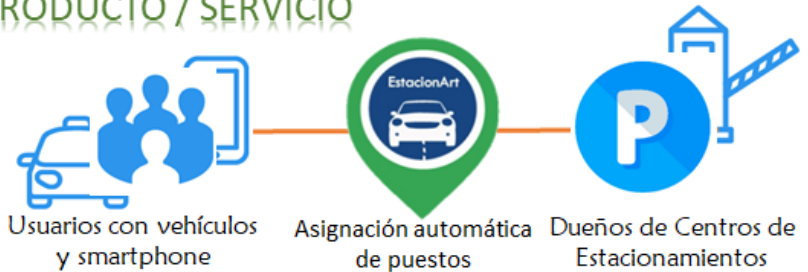 RODUCTO / SERVICIO
EstacionArt
P
Usuarios con vehículos
y smartphone
Asignación automática
de puestos
Dueños de Centros de
Estacionamientos